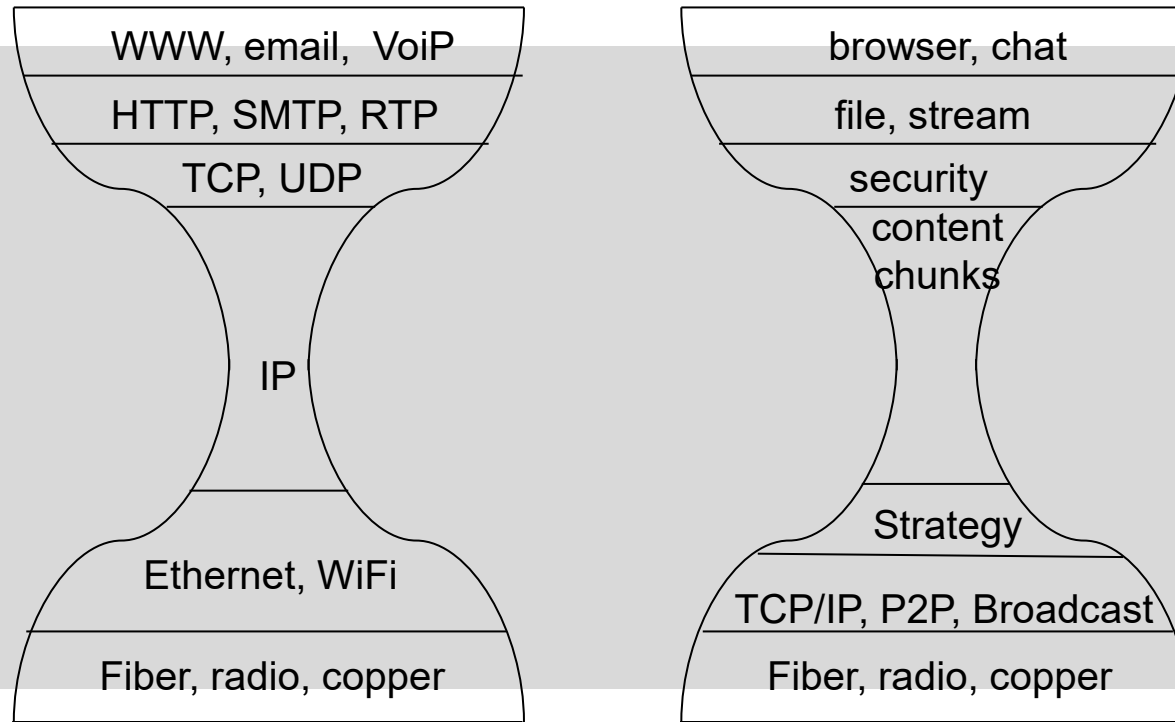 WWW, email, VoiP
HTTP, SMTP, RTP
TCP, UDP
IP
Ethernet, WiFi
Fiber, radio, copper
browser, chat
file, stream
security
content
chunks
Strategy
TCP/IP, P2P, Broadcast
Fiber, radio, copper